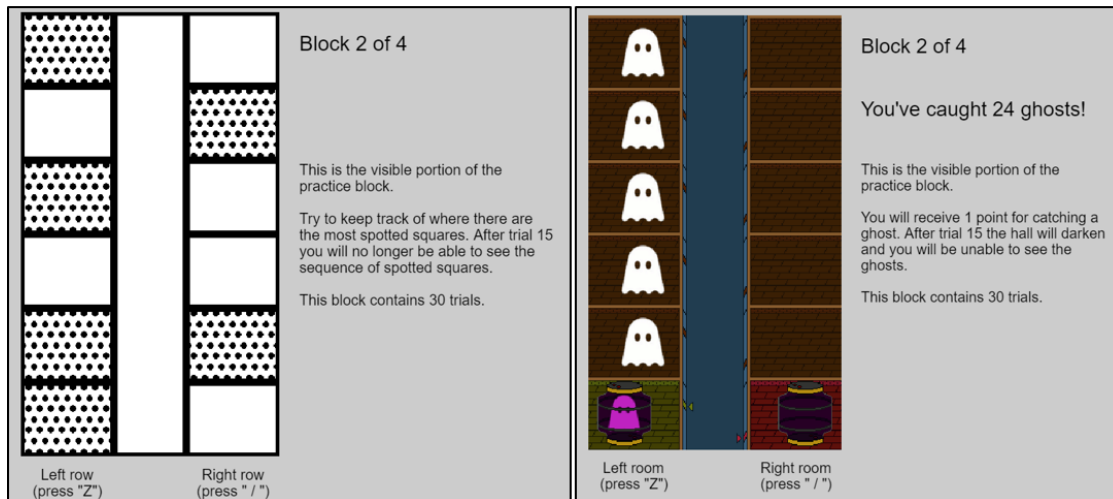 Block 2 of 4
This is the visible portion of the
practice block.
Try to keep track of where there are
the most spotted squares. After trial 15
you will no longer be able to see the
sequence of spotted squares.
This block contains 30 trials.
Left row
(press "Z")
Right row
(press " / ")
Block 2 of 4
You've caught 24 ghosts!
This is the visible portion of the
practice block.
You will receive 1 point for catching a
ghost. After trial 15 the hall will darken
and you will be unable to see the
ghosts.
This block contains 30 trials.
Left room
(press "Z")
Right room
(press " / ")